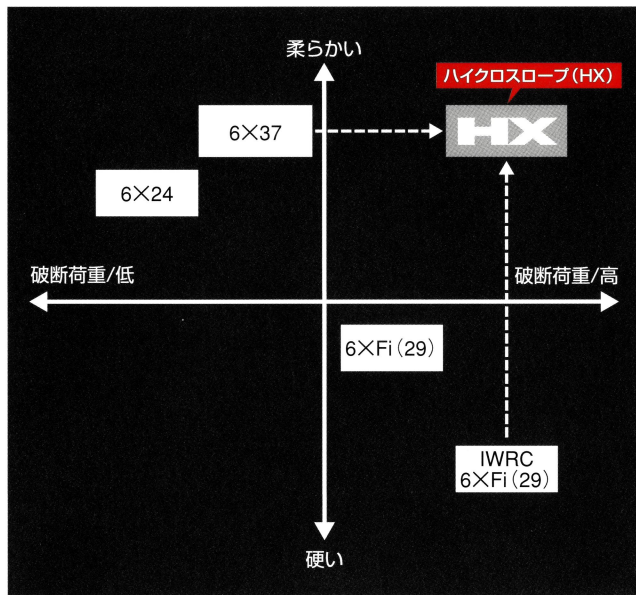 柔らかい
ハイクロスロープ(HX)
6×37
HX
6×24
破断荷重/低
破断荷重/高
6×Fi(29)
IWRC
6×Fi(29)
硬い